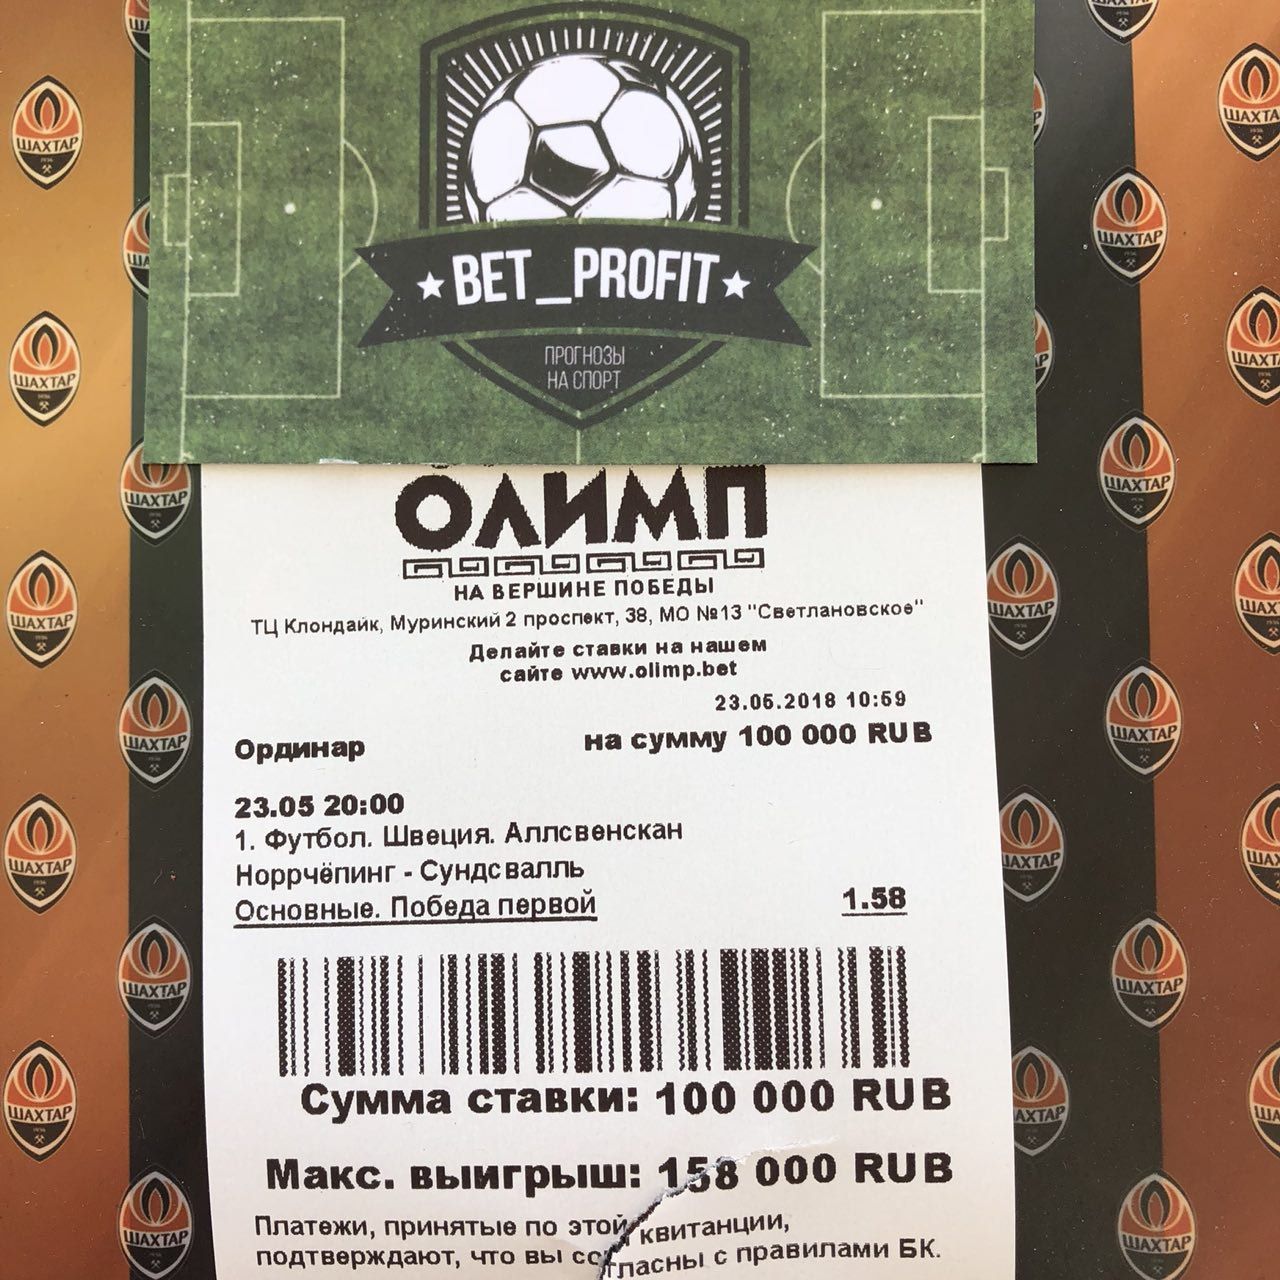 BET_PROFIT
ПРОГНОЗЫ
НА СПОРТ
ОЛИМП
НА ВЕРШИНЕ ПОБЕДЫ
ТЦ Клондайк, Муринский 2 проспект, 38, МО №13 "Светлановское"
Делайте ставки на нашем
сайте www.olimp.bet
23.05.2018 10:59
Ординар на сумму 100 000 RUB
23.05 20:00
1. Футбол. Швеция. Аллсвенскан
Норрчёпинг - Сундсвалль
Основные. Победа первой 1.58
Сумма ставки: 100 000 RUB
Макс. выигрыш: 158 000 RUB
Платежи, принятые по этой квитанции,
подтверждают, что вы согласны с правилами БК.
ШАХТАР
1936